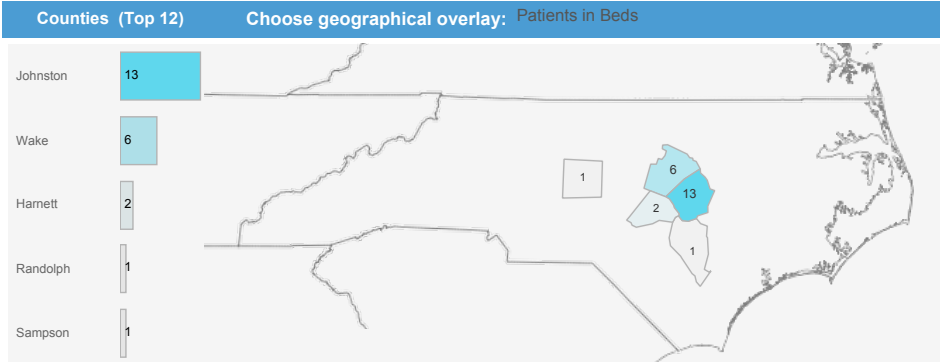 Counties (Top 12) Choose geographical overlay: Patients in Beds
Johnston 13
Wake 6
Harnett 2
Randolph 1
Sampson 1
1
6
13
2
1